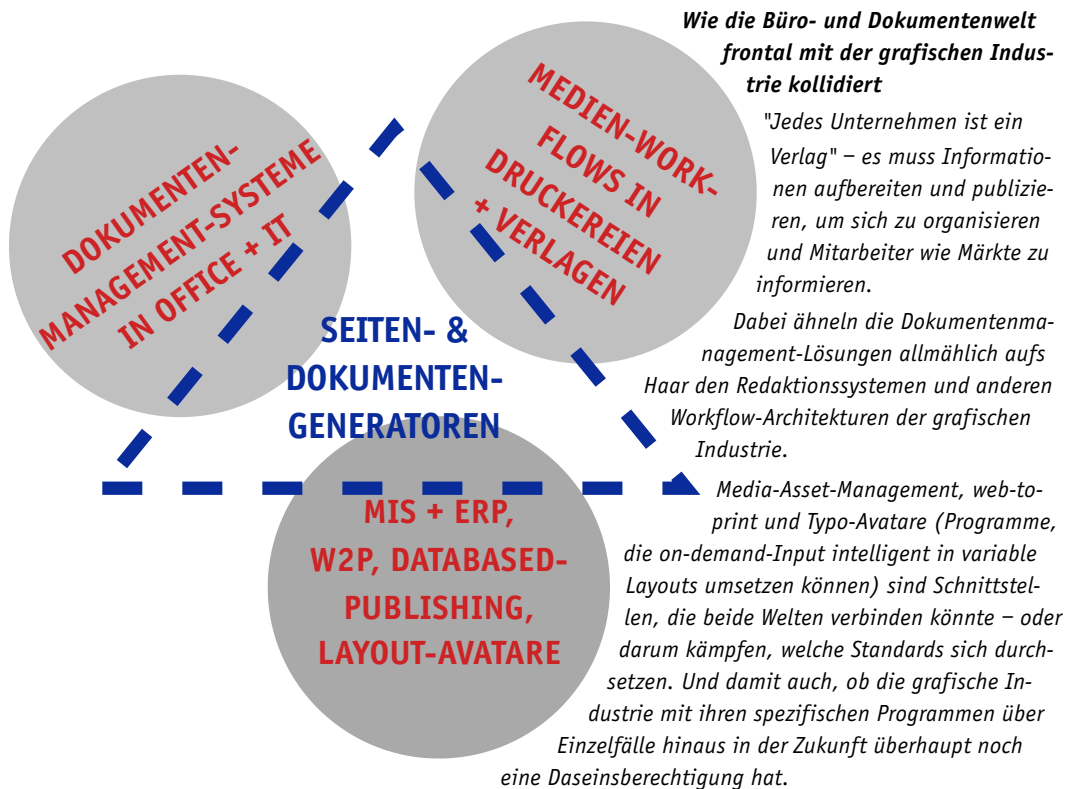 DOKUMENTEN-
MANAGEMENT-SYSTEME
IN OFFICE + IT
MEDIEN-WORK-
FLOWS IN
DRUCKEREIEN
+ VERLAGEN
SEITEN- &
DOKUMENTEN-
GENERATOREN
MIS + ERP,
W2P, DATABASED-
PUBLISHING,
LAYOUT-AVATARE
Wie die Büro- und Dokumentenwelt
frontal mit der grafischen Indus-
trie kollidiert
"Jedes Unternehmen ist ein
Verlag" – es muss Informatio-
nen aufbereiten und publizie-
ren, um sich zu organisieren
und Mitarbeiter wie Märkte zu
informieren.
Dabei ähneln die Dokumentenma-
nagement-Lösungen allmählich aufs
Haar den Redaktionssystemen und anderen
Workflow-Architekturen der grafischen
Industrie.
Media-Asset-Management, web-to-
print und Typo-Avatare (Programme,
die on-demand-Input intelligent in variable
Layouts umsetzen können) sind Schnittstel-
len, die beide Welten verbinden könnte – oder
darum kämpfen, welche Standards sich durch-
setzen. Und damit auch, ob die grafische In-
dustrie mit ihren spezifischen Programmen über
Einzelfälle hinaus in der Zukunft überhaupt noch
eine Daseinsberechtigung hat.